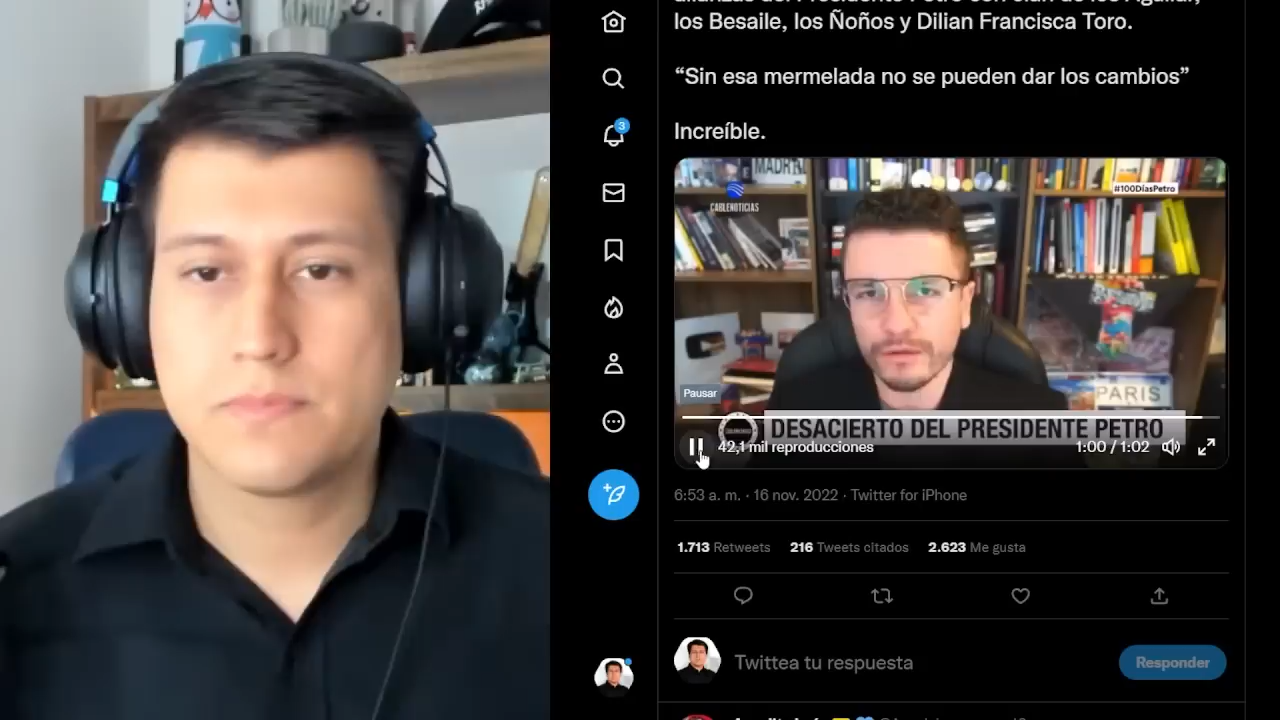 los Besaile, los Ñoños y Dilian Francisca Toro.
“Sin esa mermelada no se pueden dar los cambios”
Increíble.
3
MADRID
CABLENOTICIAS
#100DíasPetro
PARIS
Pausar
DESACIERTO DEL PRESIDENTE PETRO
42,1 mil reproducciones
1:00 / 1:02
6:53 a. m. · 16 nov. 2022 · Twitter for iPhone
1.713 Retweets 216 Tweets citados 2.623 Me gusta
Twittea tu respuesta
Responder